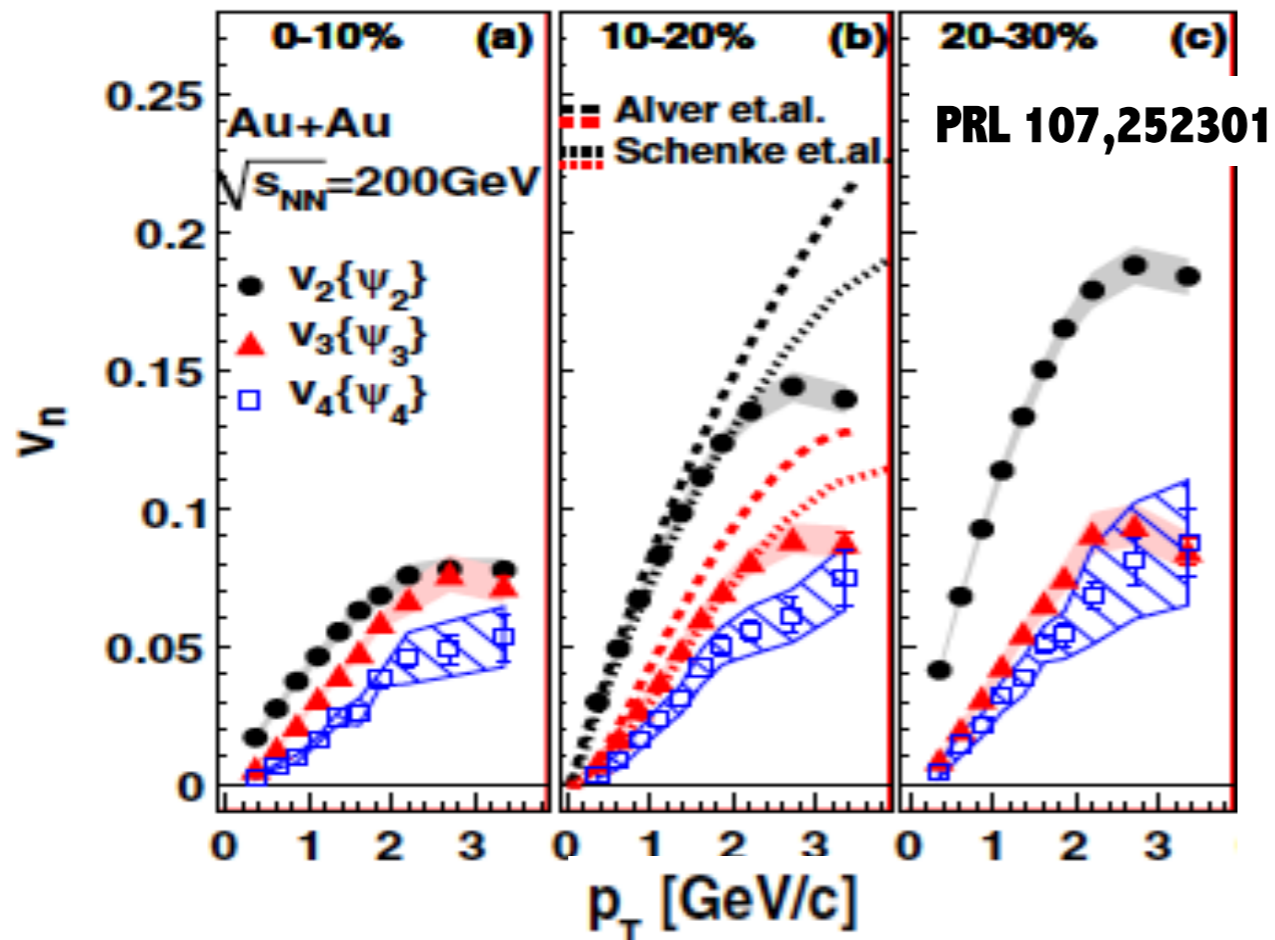 0-10% (a)
10-20% (b)
20-30% (c)
0.25
0.2
0.15
0.1
0.05
0
Au+Au
√sNN=200GeV
v2{ψ2}
v3{ψ3}
v4{ψ4}
Alver et.al.
Schenke et.al.
PRL 107,252301
vn
0 1 2 3
0 1 2 3
0 1 2 3
pT [GeV/c]